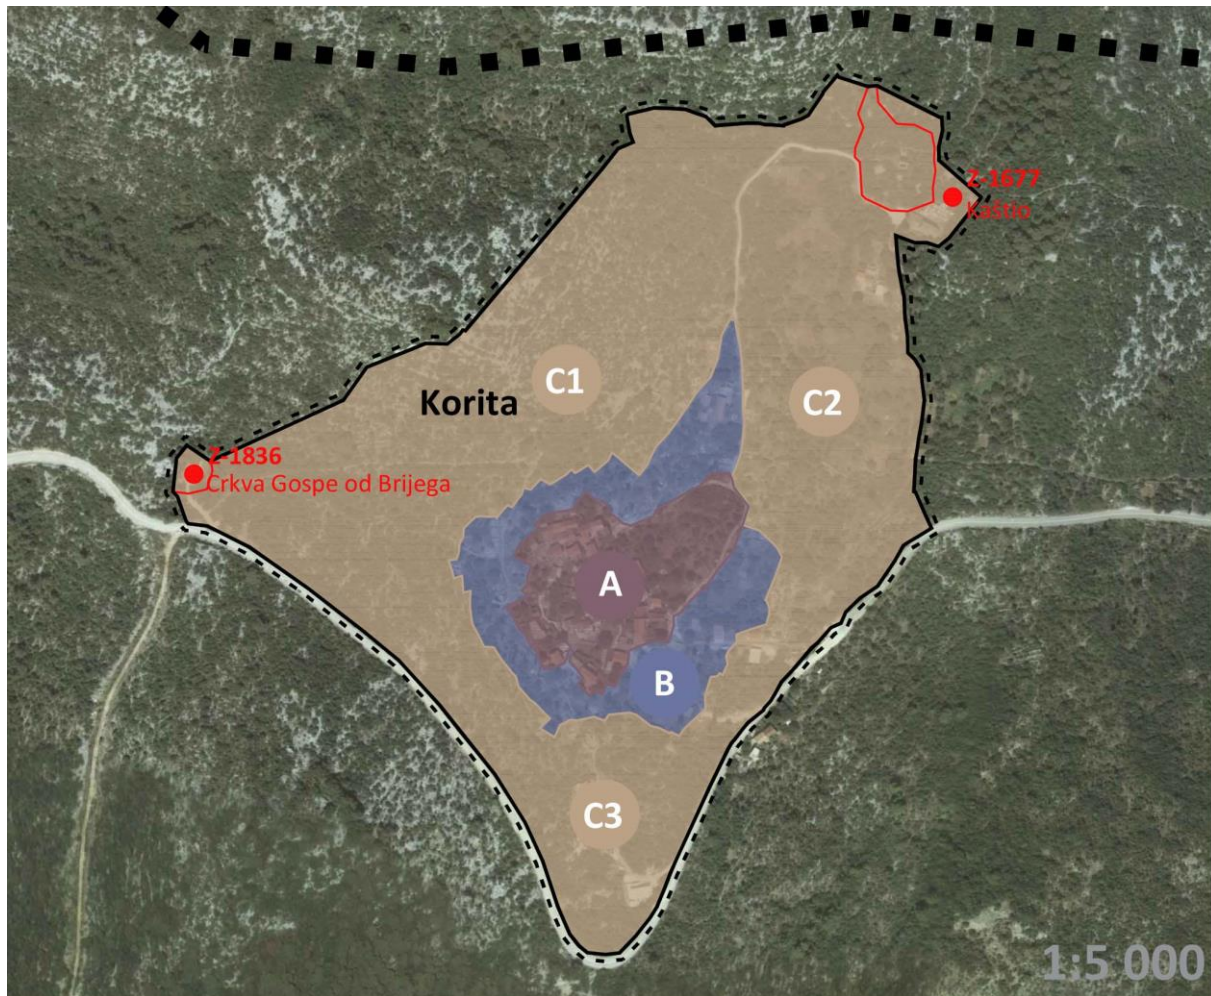 Z-1677
Kaštio
C1
Korita
C2
Z-1836
Crkva Gospe od Brijega
A
B
C3
1:5 000